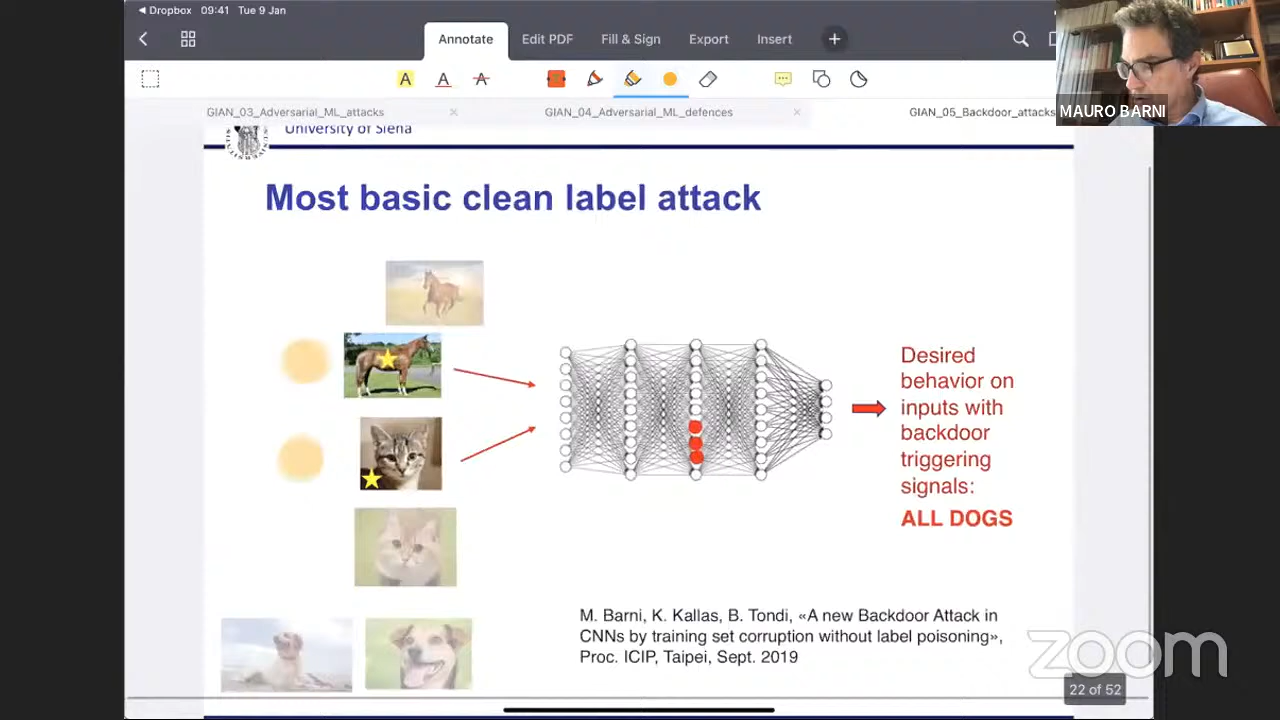 Dropbox 09:41 Tue 9 Jan
Annotate Edit PDF Fill & Sign Export Insert
A A A
GIAN_03_Adversarial_ML_attacks GIAN_04_Adversarial_ML_defences GIAN_05_Backdoor_attacks
MAURO BARNI
University of Siena
Most basic clean label attack
Desired
behavior on
inputs with
backdoor
triggering
signals:
ALL DOGS
M. Barni, K. Kallas, B. Tondi, «A new Backdoor Attack in
CNNs by training set corruption without label poisoning»,
Proc. ICIP, Taipei, Sept. 2019
zoom
22 of 52